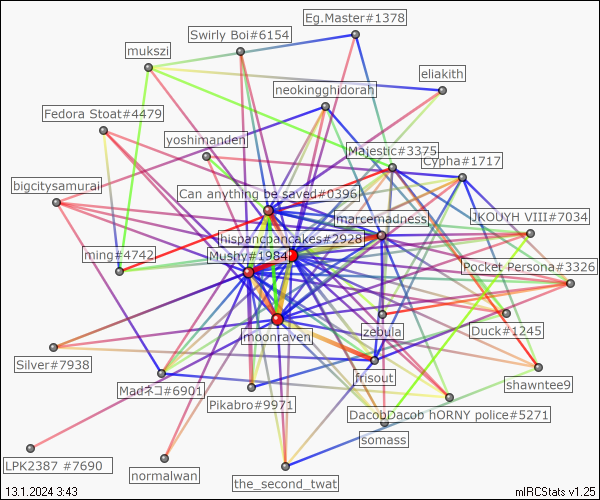 Eg.Master#1378
Swirly Boi#6154
mukszi
eliakith
neokingghidorah
Fedora Stoat#4479
yoshimapden
Majestic#3375
Cypha#1717
bigcitysamurai
Can anything be saved#0396
marcemadness
JKOUYH VIII#7034
hispancpancakes#2928
ming#4742
Mushy#1984
Pocket Persona#3326
zebula
Duck#1245
moonraven
Silver#7938
frisout
shawntee9
Madネコ#6901
Pikabro#9971
DacobDacob hORNY police#5271
somass
LPK2387 #7690
normalwan
the_second_twat
13.1.2024 3:43
mIRCStats v1.25